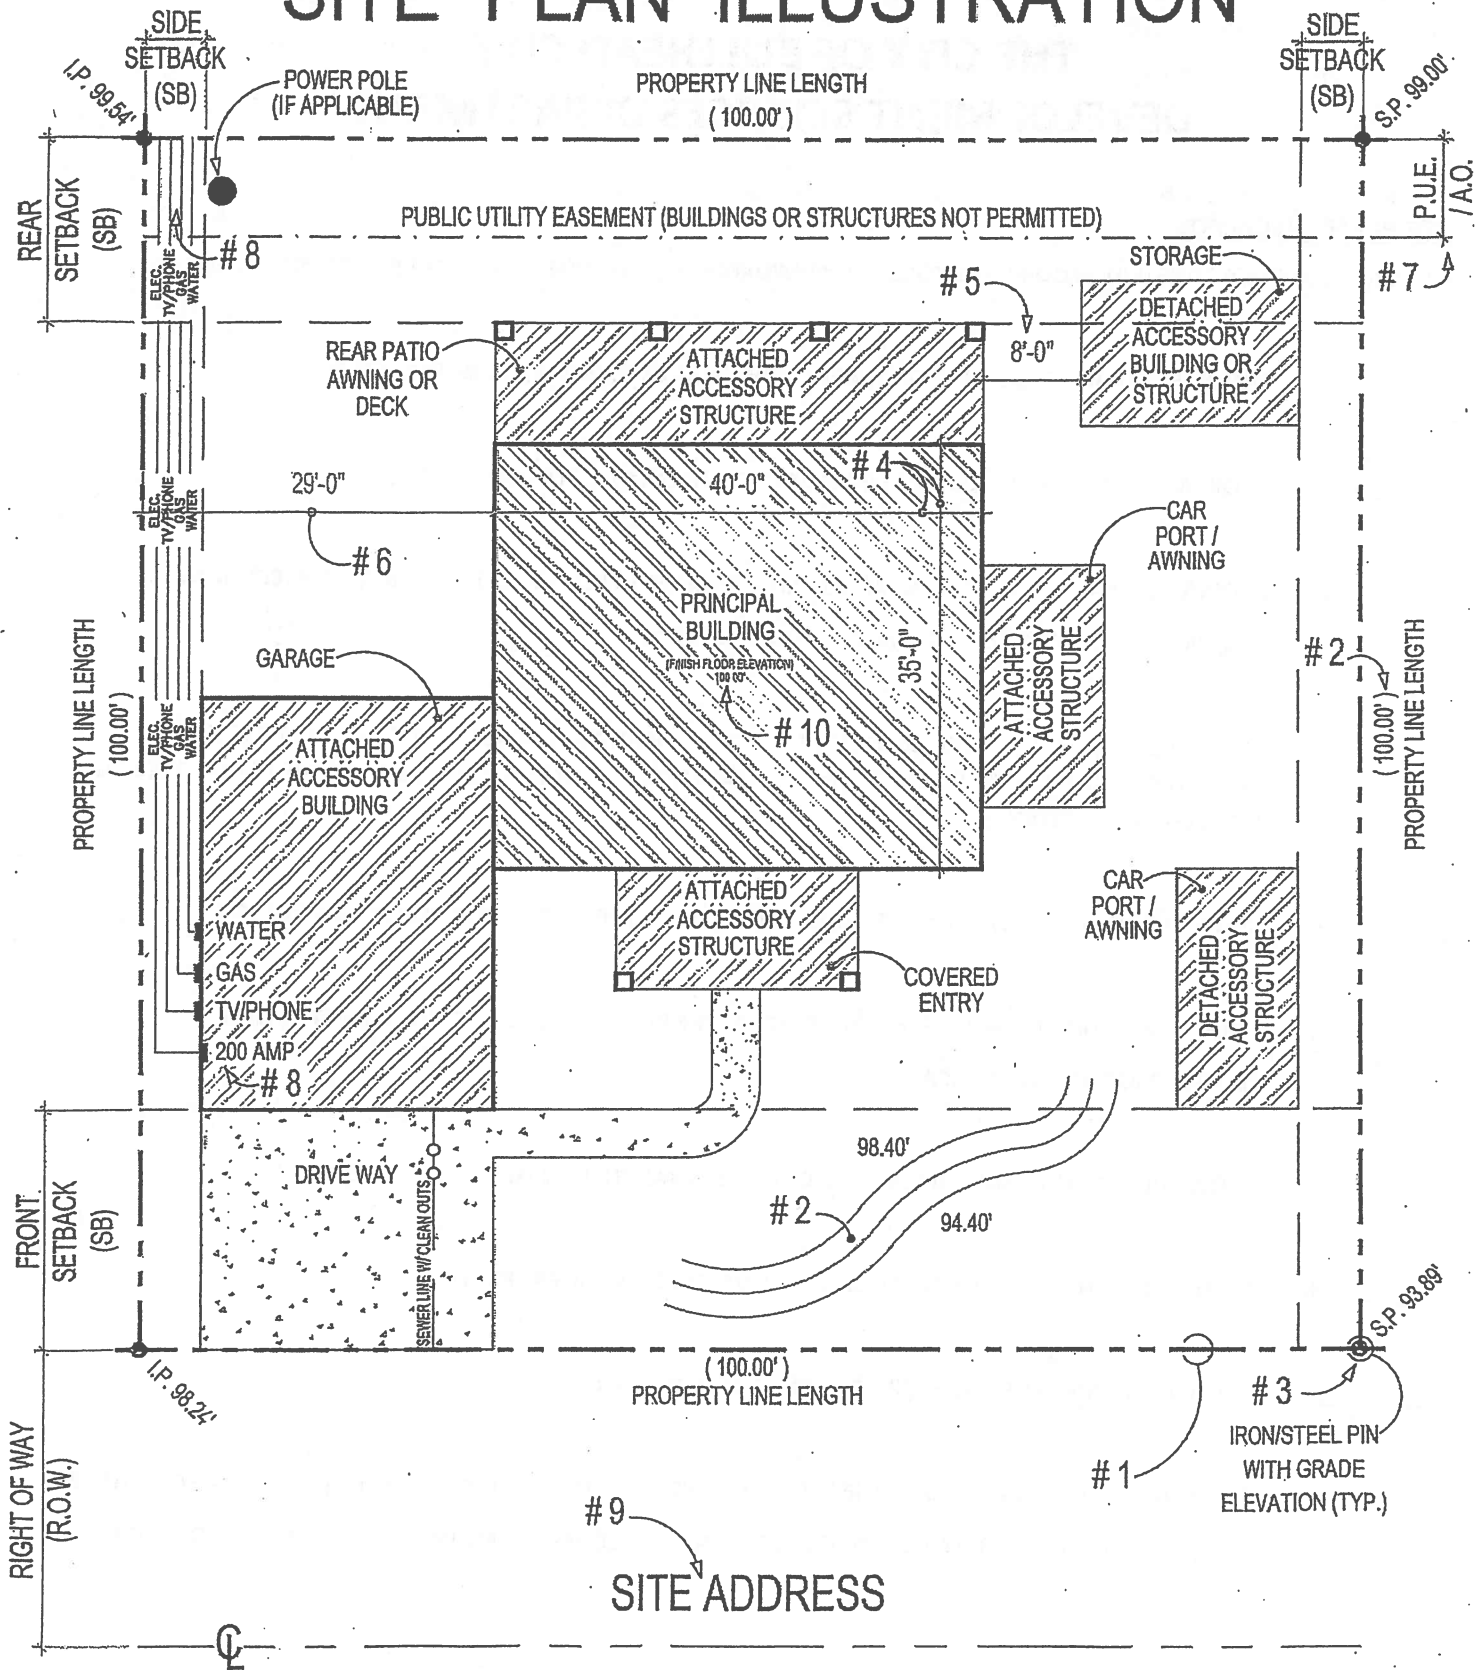 SITE PLAN ILLUSTRATION
SIDE
SETBACK
(SB)
SIDE
SETBACK
(SB)
I.P. 99.54'
POWER POLE
(IF APPLICABLE)
PROPERTY LINE LENGTH
( 100.00' )
S.P. 99.00'
REAR
SETBACK
(SB)
P.U.E.
/ A.O.
PUBLIC UTILITY EASEMENT (BUILDINGS OR STRUCTURES NOT PERMITTED)
# 8
ELEC.
TV/PHONE
GAS
WATER
STORAGE
# 7
# 5
8'-0"
DETACHED
ACCESSORY
BUILDING OR
STRUCTURE
REAR PATIO
AWNING OR
DECK
ATTACHED
ACCESSORY
STRUCTURE
29'-0"
40'-0"
# 4
ELEC.
TV/PHONE
GAS
WATER
# 6
CAR
PORT /
AWNING
PRINCIPAL
BUILDING
(FINISH FLOOR ELEVATION)
100.00'
# 10
35'-0"
ATTACHED
ACCESSORY
STRUCTURE
# 2
( 100.00' )
PROPERTY LINE LENGTH
GARAGE
PROPERTY LINE LENGTH
( 100.00' )
ELEC.
TV/PHONE
GAS
WATER
ATTACHED
ACCESSORY
BUILDING
WATER
GAS
TV/PHONE
200 AMP
# 8
ATTACHED
ACCESSORY
STRUCTURE
COVERED
ENTRY
CAR
PORT /
AWNING
DETACHED
ACCESSORY
STRUCTURE
FRONT
SETBACK
(SB)
DRIVE WAY
SEWER LINE W/ CLEAN OUTS
98.40'
# 2
94.40'
S.P. 93.89'
I.P. 98.24'
( 100.00' )
PROPERTY LINE LENGTH
# 3
IRON/STEEL PIN
WITH GRADE
ELEVATION (TYP.)
# 1
RIGHT OF WAY
(R.O.W.)
# 9
SITE ADDRESS
CL